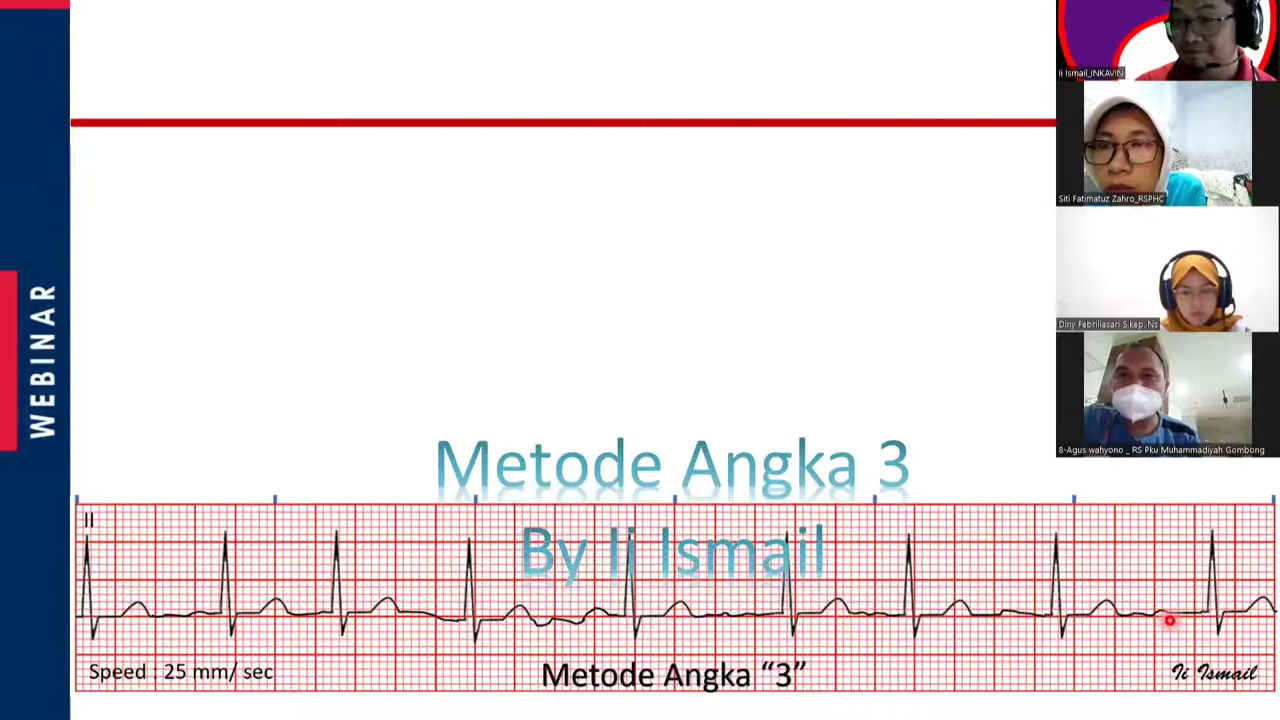 WEBINAR
Ii Ismail_INKAVIN
Siti Fatimatuz Zahro_RSPHC
Diny Febriliasari S.kep. Ns
8-Agus wahyono _ RS Pku Muhammadiyah Gombong
Metode Angka 3
By Ii Ismail
II
Speed : 25 mm/ sec
Metode Angka “3”
Ii Ismail